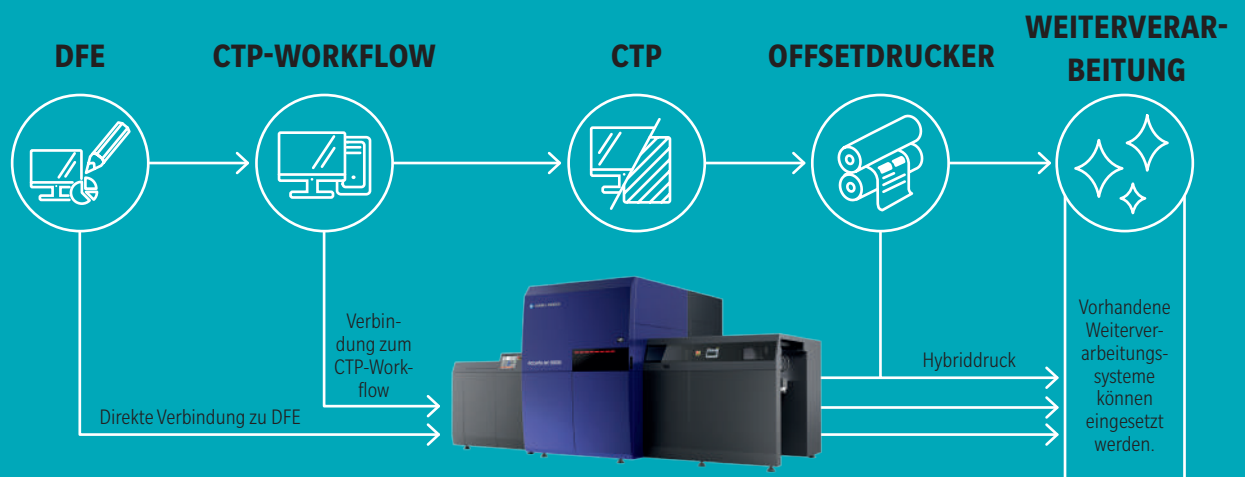 DFE
CTP-WORKFLOW
CTP
OFFSETDRUCKER
WEITERVERAR-
BEITUNG
Verbin-
dung zum
CTP-Work-
flow
Direkte Verbindung zu DFE
Hybriddruck
Vorhandene
Weiterver-
arbeitungs-
systeme
können
eingesetzt
werden.